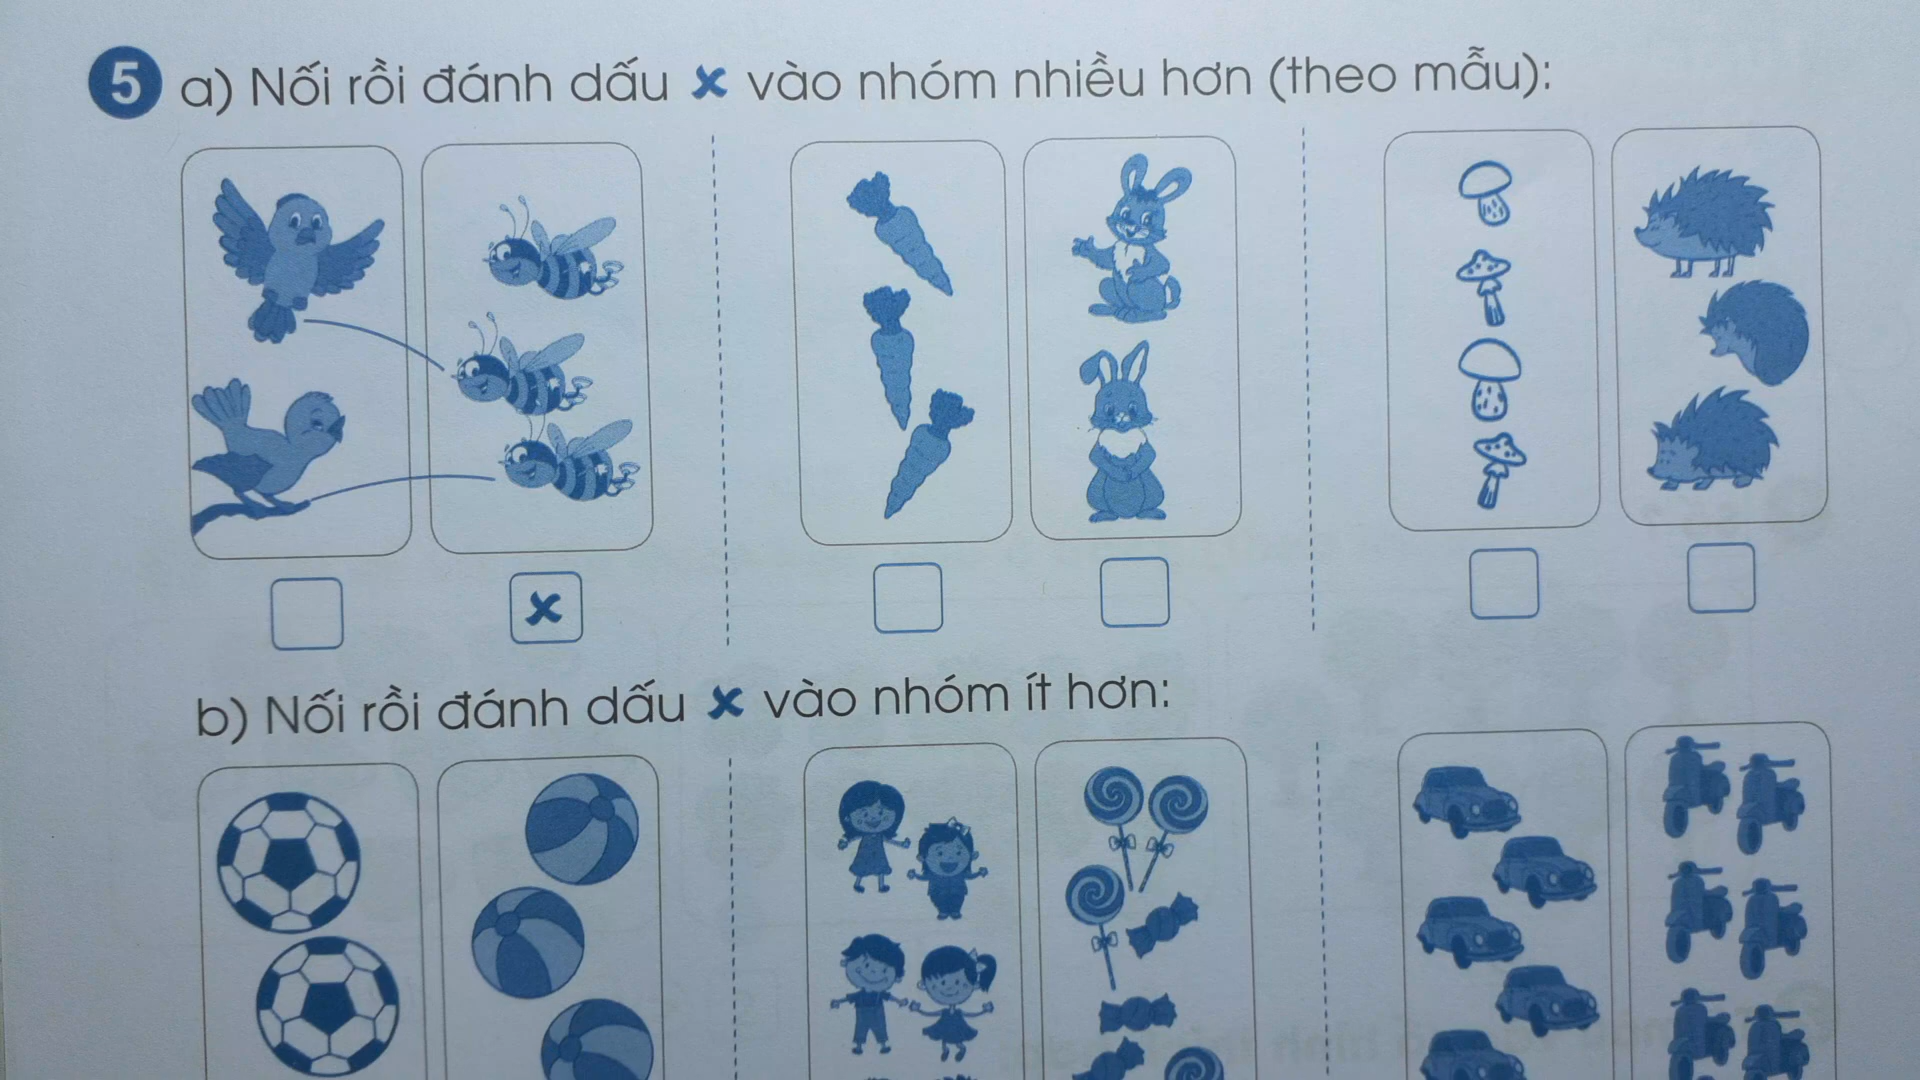 5 a) Nối rồi đánh dấu x vào nhóm nhiều hơn (theo mẫu):
x
b) Nối rồi đánh dấu x vào nhóm ít hơn: